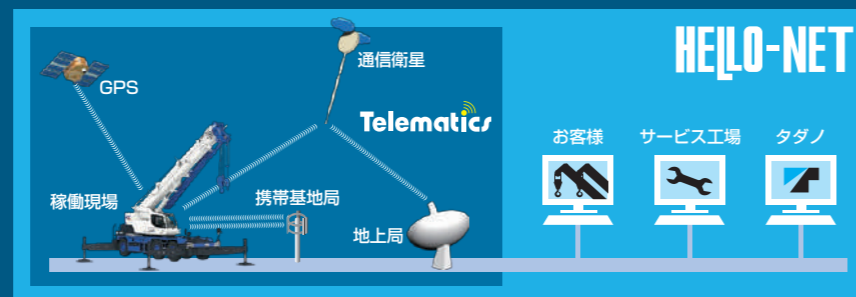 HELLO-NET
通信衛星
GPS
Telematics
お客様 サービス工場 タダノ
稼働現場
携帯基地局
地上局